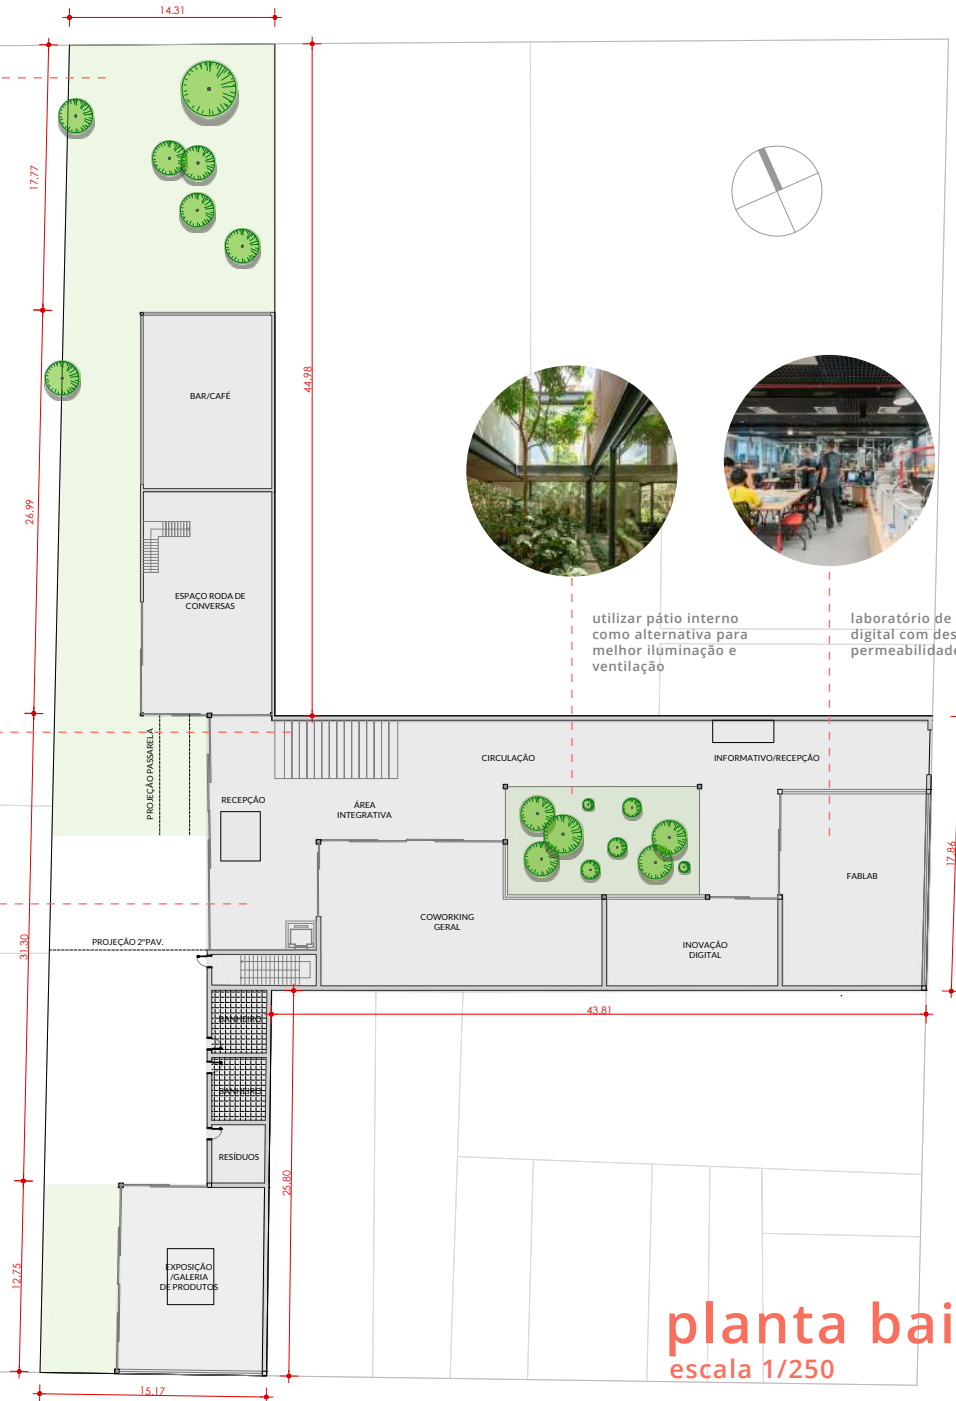 14.31
17.77
44.98
BAR/CAFÉ
26.99
ESPAÇO RODA DE
CONVERSAS
utilizar pátio interno
como alternativa para
melhor iluminação e
ventilação
laboratório de
digital com des
permeabilidade
PROJEÇÃO PASSARELA
CIRCULAÇÃO
INFORMATIVO/RECEPÇÃO
RECEPÇÃO
ÁREA
INTEGRATIVA
17.86
FABLAB
COWORKING
GERAL
INOVAÇÃO
DIGITAL
31.30
PROJEÇÃO 2ºPAV.
43.81
BANHEIRO
BANHEIRO
RESÍDUOS
25.80
EXPOSIÇÃO
/GALERIA
DE PRODUTOS
12.75
planta bai
escala 1/250
15.17